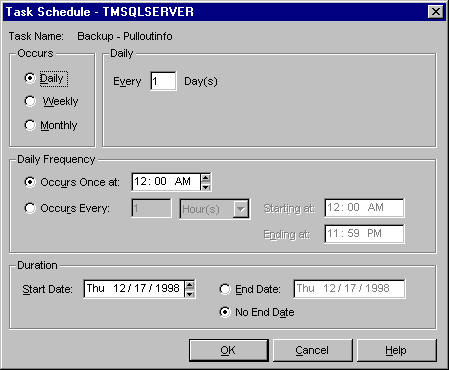 Task Schedule - TMSQLSERVER
Task Name: Backup - Pulloutinfo
Occurs
Daily
Weekly
Monthly
Daily
Every 1 Day(s)
Daily Frequency
Occurs Once at: 12:00 AM
Occurs Every: 1 Hour(s)
Starting at: 12:00 AM
Ending at: 11:59 PM
Duration
Start Date: Thu 12/17/1998
End Date: Thu 12/17/1998
No End Date
OK Cancel Help